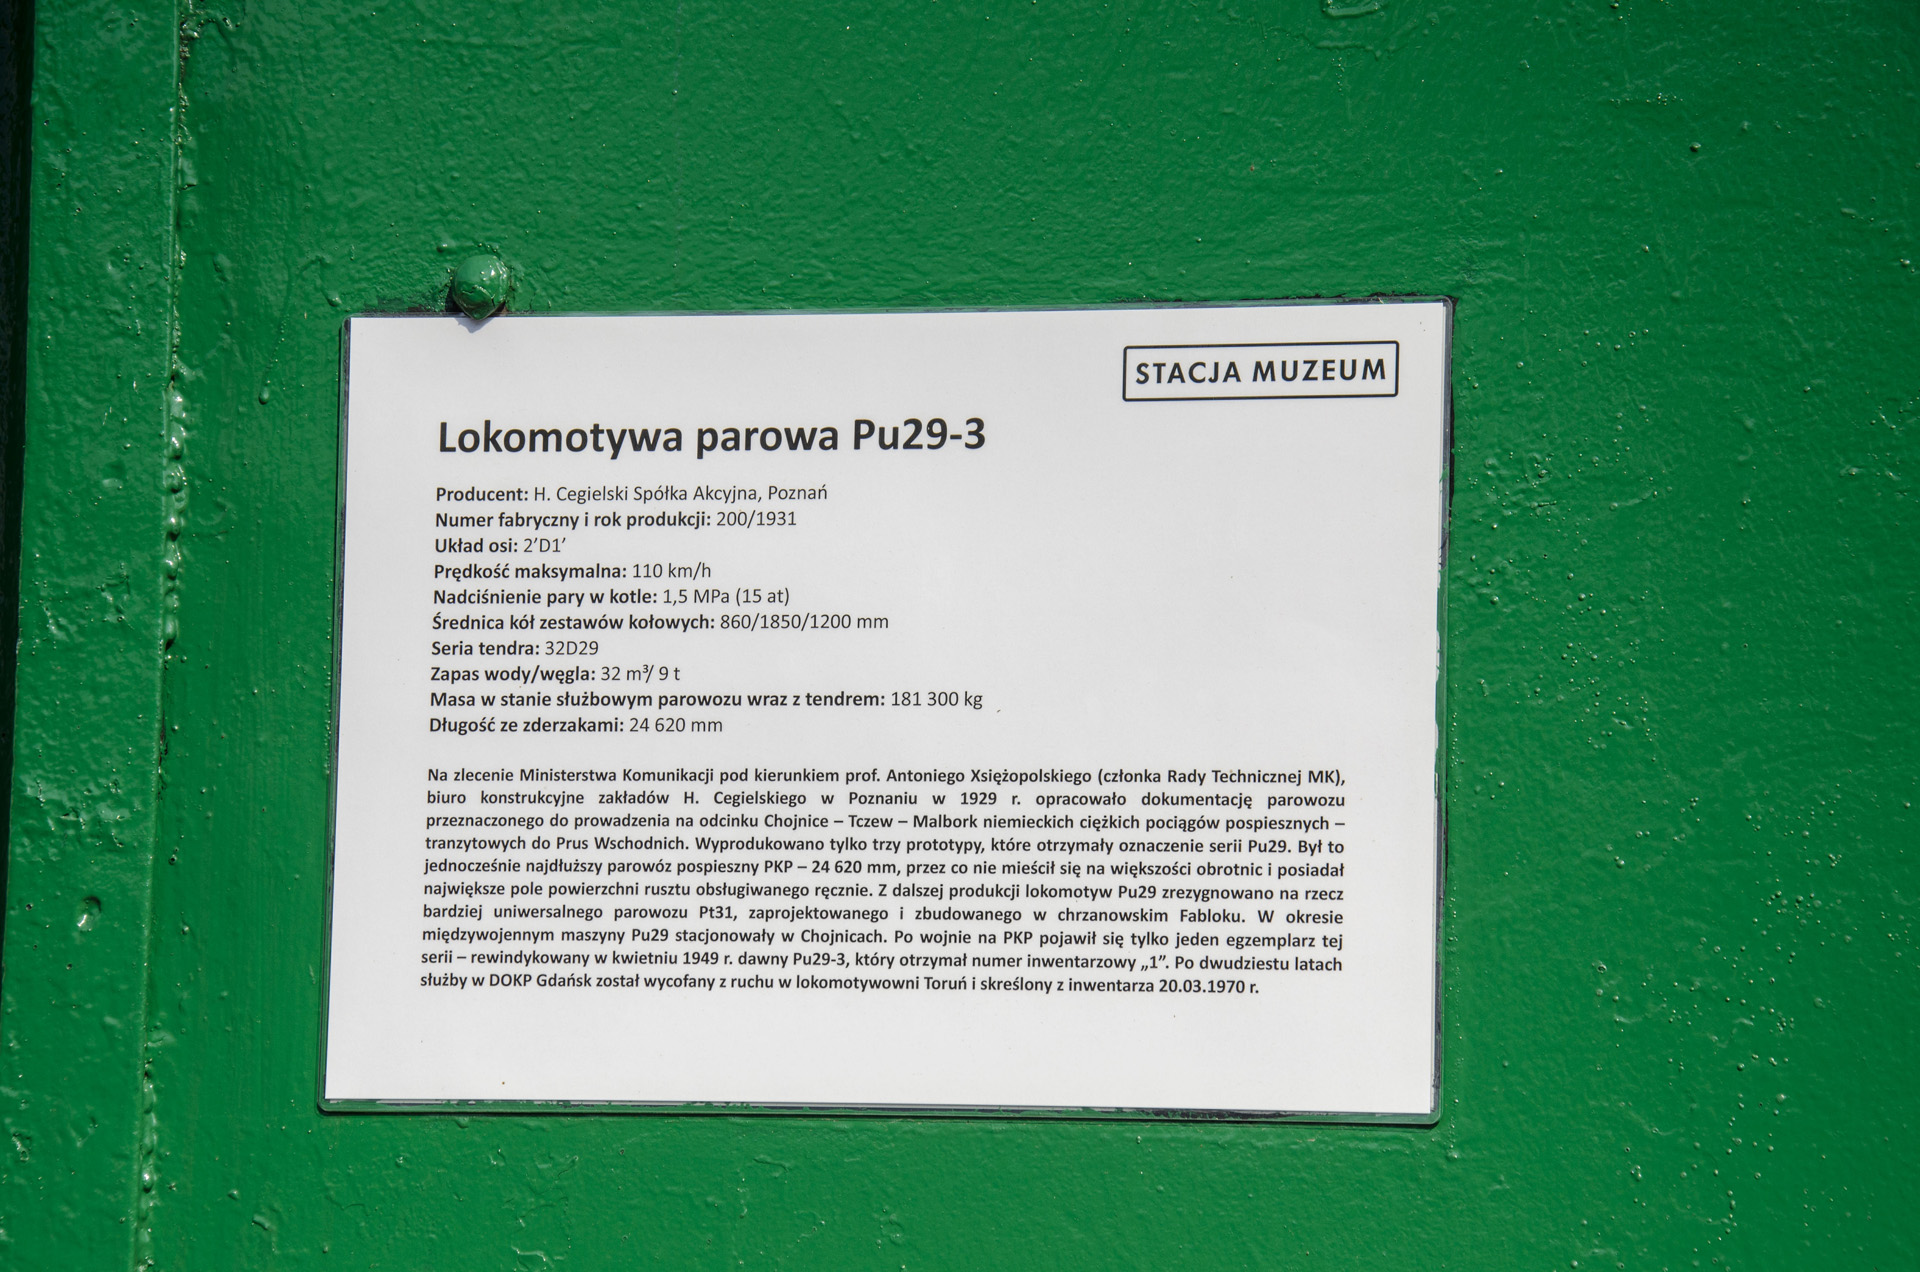 STACJA MUZEUM
Lokomotywa parowa Pu29-3
Producent: H. Cegielski Spółka Akcyjna, Poznań
Numer fabryczny i rok produkcji: 200/1931
Układ osi: 2’D1’
Prędkość maksymalna: 110 km/h
Nadciśnienie pary w kotle: 1,5 MPa (15 at)
Średnica kół zestawów kołowych: 860/1850/1200 mm
Seria tendra: 32D29
Zapas wody/węgla: 32 m³/ 9 t
Masa w stanie służbowym parowozu wraz z tendrem: 181 300 kg
Długość ze zderzakami: 24 620 mm
Na zlecenie Ministerstwa Komunikacji pod kierunkiem prof. Antoniego Xsiężopolskiego (członka Rady Technicznej MK),
biuro konstrukcyjne zakładów H. Cegielskiego w Poznaniu w 1929 r. opracowało dokumentację parowozu
przeznaczonego do prowadzenia na odcinku Chojnice – Tczew – Malbork niemieckich ciężkich pociągów pospiesznych –
tranzytowych do Prus Wschodnich. Wyprodukowano tylko trzy prototypy, które otrzymały oznaczenie serii Pu29. Był to
jednocześnie najdłuższy parowóz pospieszny PKP – 24 620 mm, przez co nie mieścił się na większości obrotnic i posiadał
największe pole powierzchni rusztu obsługiwanego ręcznie. Z dalszej produkcji lokomotyw Pu29 zrezygnowano na rzecz
bardziej uniwersalnego parowozu Pt31, zaprojektowanego i zbudowanego w chrzanowskim Fabloku. W okresie
międzywojennym maszyny Pu29 stacjonowały w Chojnicach. Po wojnie na PKP pojawił się tylko jeden egzemplarz tej
serii – rewindykowany w kwietniu 1949 r. dawny Pu29-3, który otrzymał numer inwentarzowy „1”. Po dwudziestu latach
służby w DOKP Gdańsk został wycofany z ruchu w lokomotywowni Toruń i skreślony z inwentarza 20.03.1970 r.